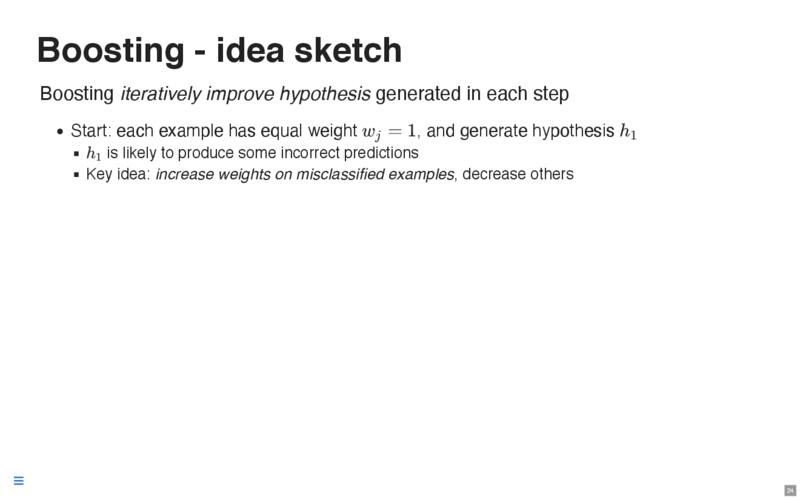 Boosting - idea sketch
Boosting iteratively improve hypothesis generated in each step
• Start: each example has equal weight w_j = 1, and generate hypothesis h_1
▪ h_1 is likely to produce some incorrect predictions
▪ Key idea: increase weights on misclassified examples, decrease others
24